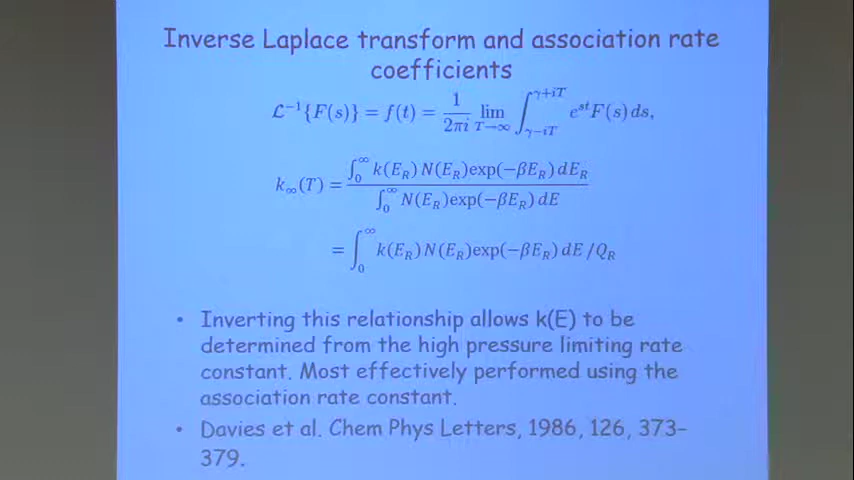 Inverse Laplace transform and association rate
coefficients
ℒ⁻¹{F(s)} = f(t) = \frac{1}{2πi} \lim_{T→∞} ∫_{γ−iT}^{γ+iT} e^{st}F(s) ds,
k_∞(T) = \frac{∫_0^∞ k(E_R) N(E_R)exp(−βE_R) dE_R}{∫_0^∞ N(E_R)exp(−βE_R) dE}
= ∫_0^∞ k(E_R) N(E_R)exp(−βE_R) dE /Q_R
• Inverting this relationship allows k(E) to be
determined from the high pressure limiting rate
constant. Most effectively performed using the
association rate constant.
• Davies et al. Chem Phys Letters, 1986, 126, 373–
379.